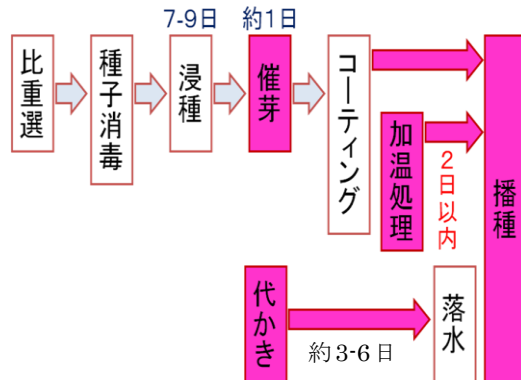 7-9日
約1日
比重選
種子消毒
浸種
催芽
コーティング
加温処理
2日以内
播種
代かき
約3-6日
落水